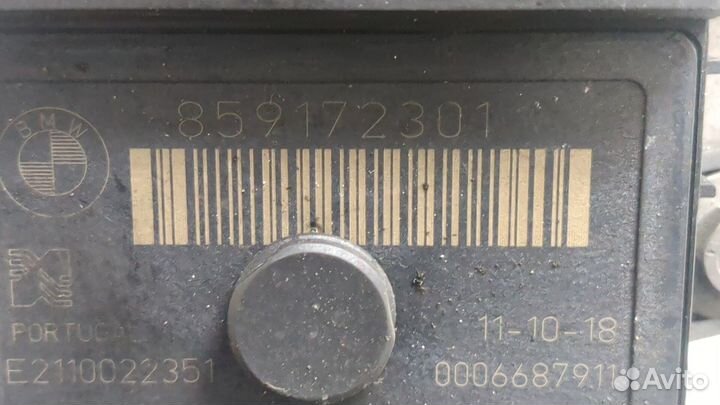 859172301
BMW
PORTUGAL
11-10-18
E2110022351
0006687911
Avito